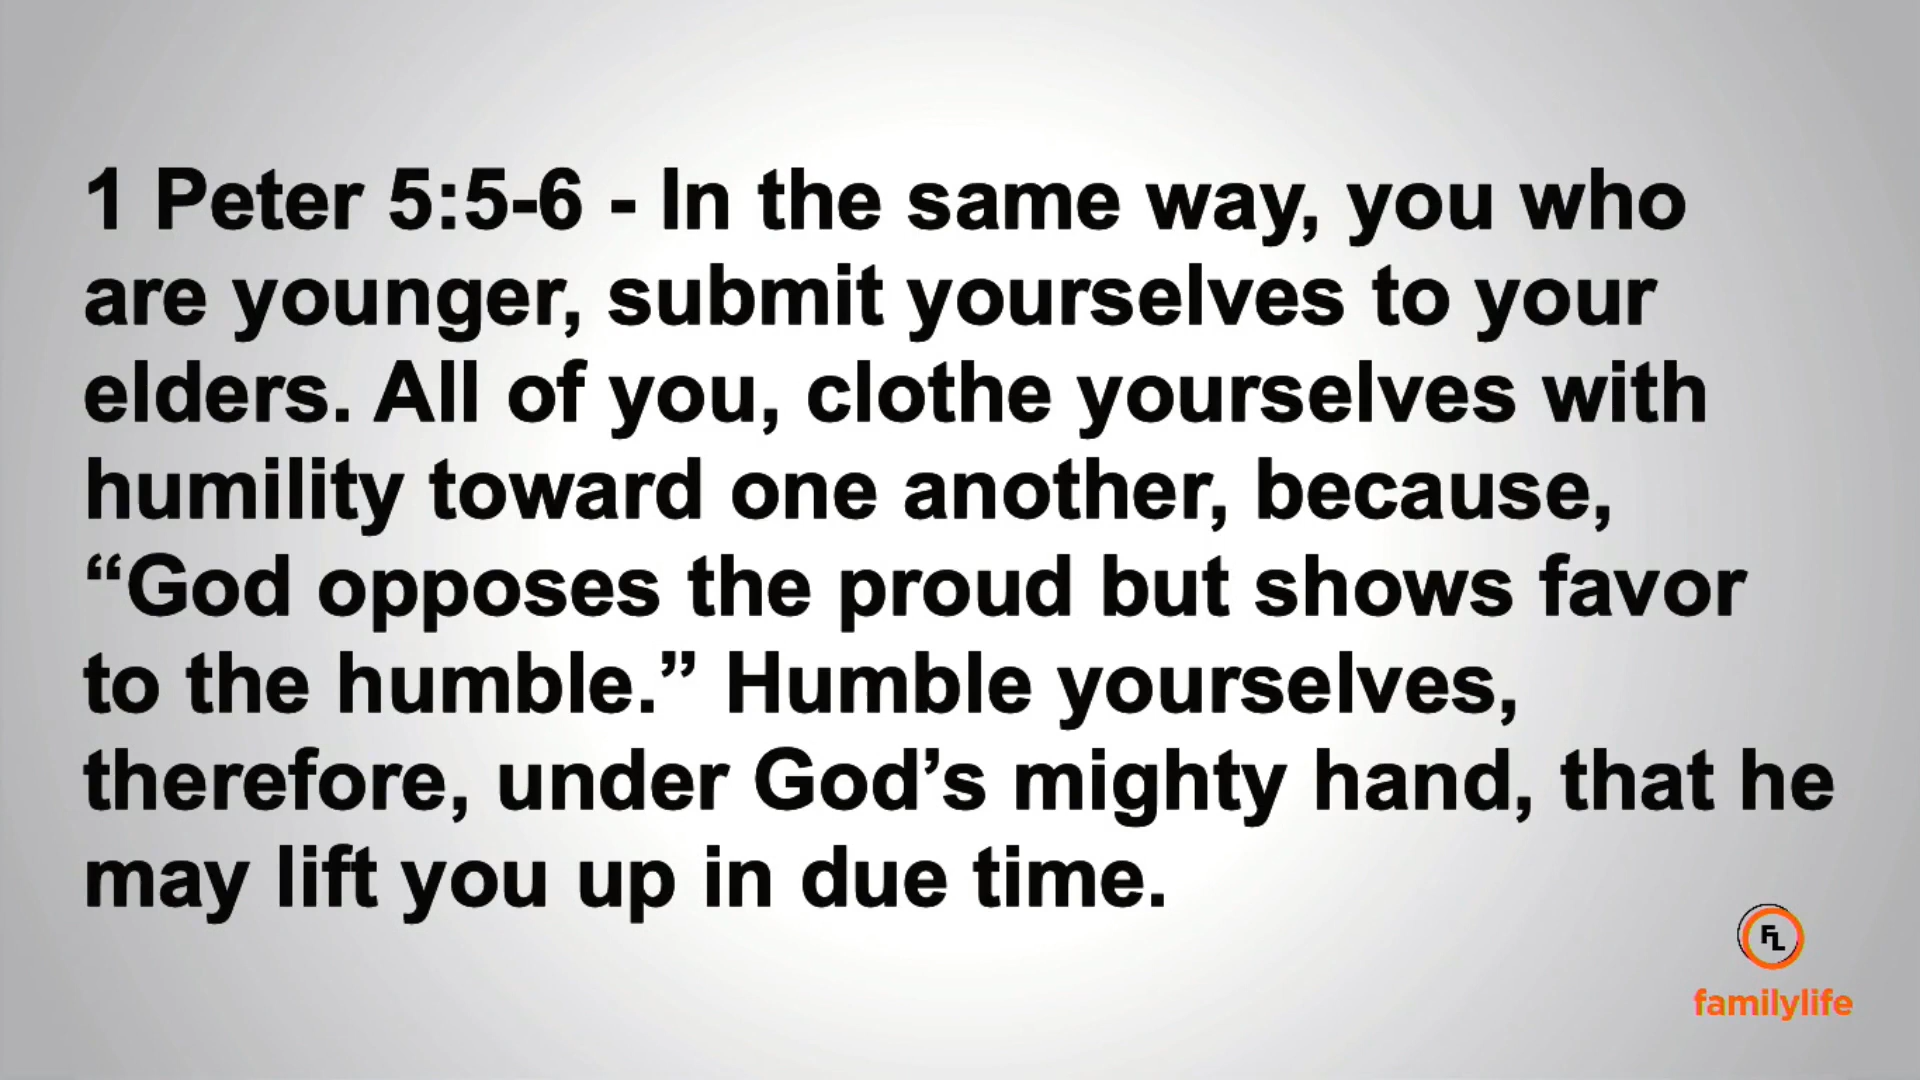 1 Peter 5:5-6 - In the same way, you who
are younger, submit yourselves to your
elders. All of you, clothe yourselves with
humility toward one another, because,
“God opposes the proud but shows favor
to the humble.” Humble yourselves,
therefore, under God’s mighty hand, that he
may lift you up in due time.
FL
familylife